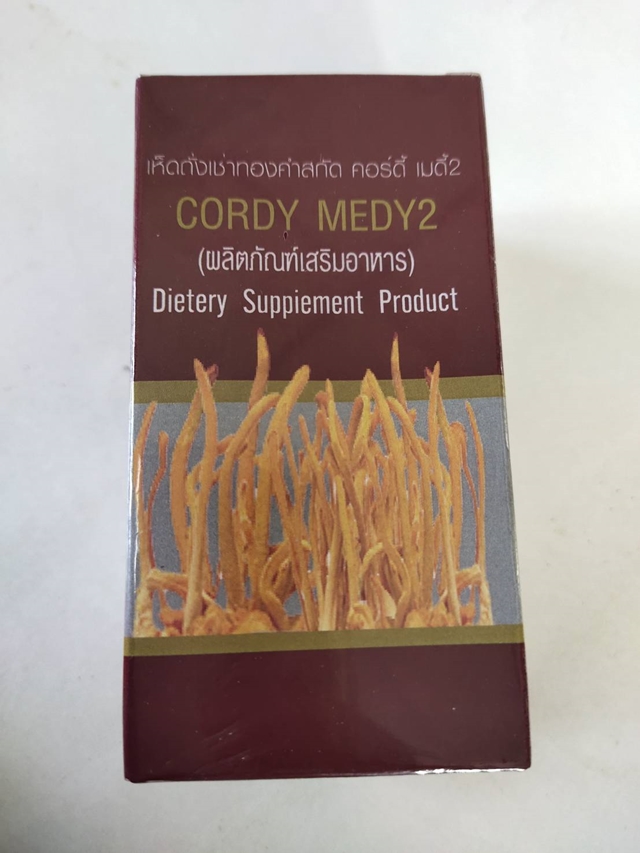 เห็ดถั่งเช่าทองคำสกัด คอร์ดี้ เมดี้2
CORDY MEDY2
(ผลิตภัณฑ์เสริมอาหาร)
Dietery Suppiement Product